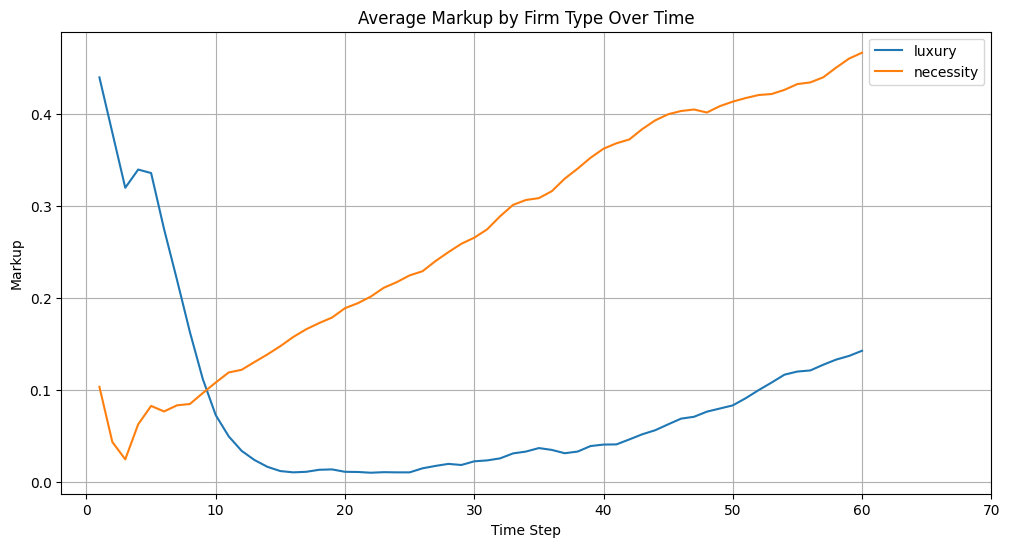 Average Markup by Firm Type Over Time
luxury
necessity
Markup
0.4
0.3
0.2
0.1
0.0
0 10 20 30 40 50 60 70
Time Step